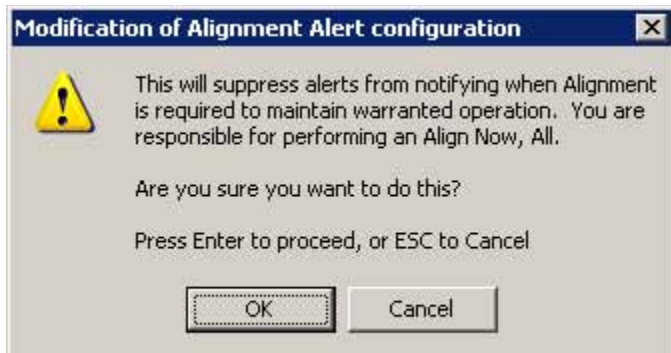 Modification of Alignment Alert configuration
This will suppress alerts from notifying when Alignment
is required to maintain warranted operation.  You are
responsible for performing an Align Now, All.
Are you sure you want to do this?
Press Enter to proceed, or ESC to Cancel
OK
Cancel